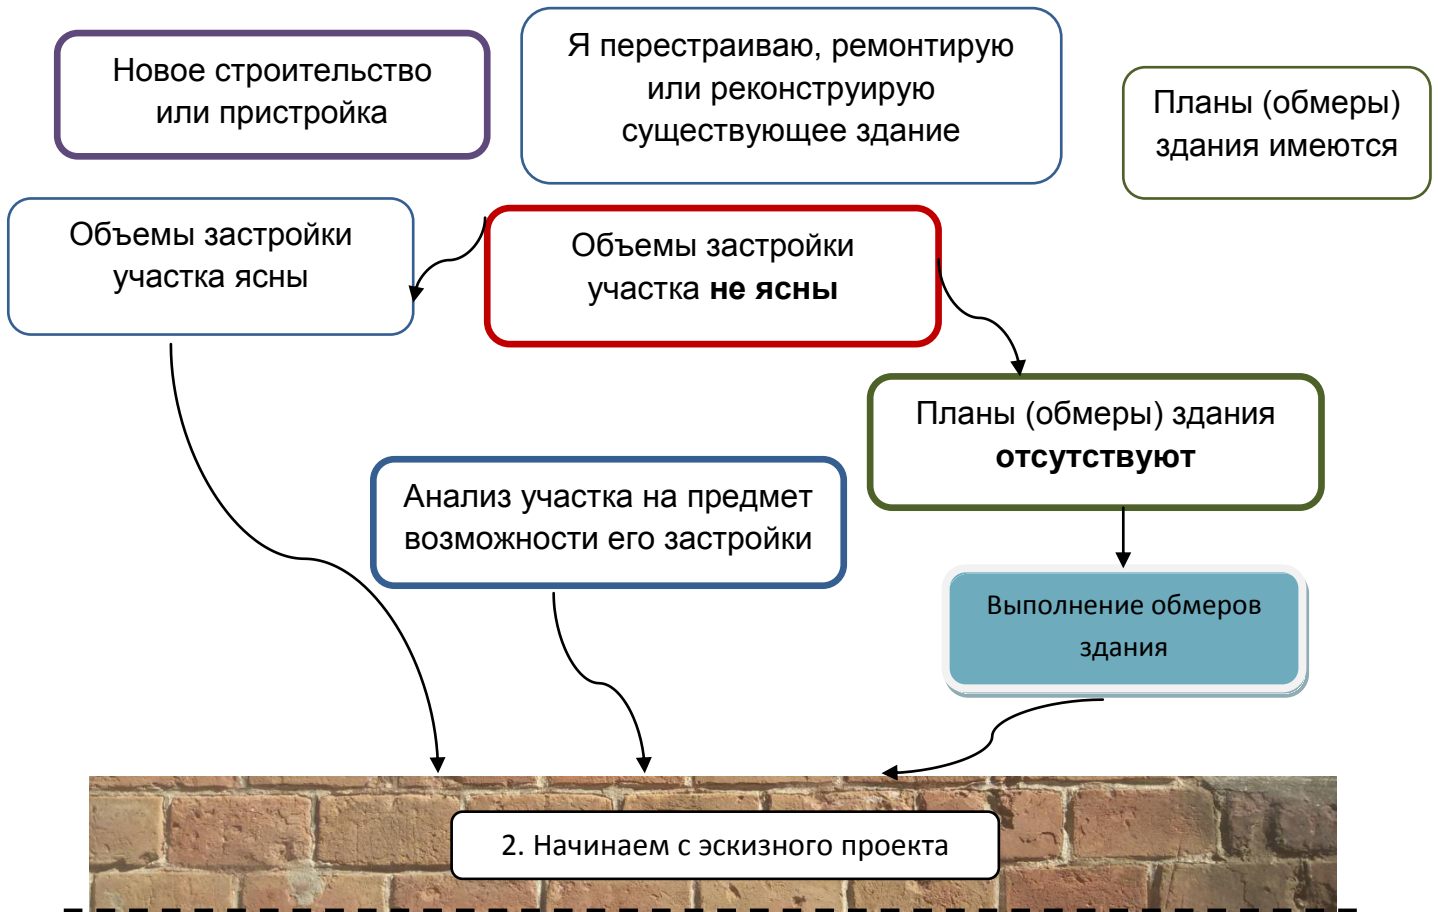 Новое строительство
или пристройка
Я перестраиваю, ремонтирую
или реконструирую
существующее здание
Планы (обмеры)
здания имеются
Объемы застройки
участка ясны
Объемы застройки
участка не ясны
Планы (обмеры) здания
отсутствуют
Анализ участка на предмет
возможности его застройки
Выполнение обмеров
здания
2. Начинаем с эскизного проекта